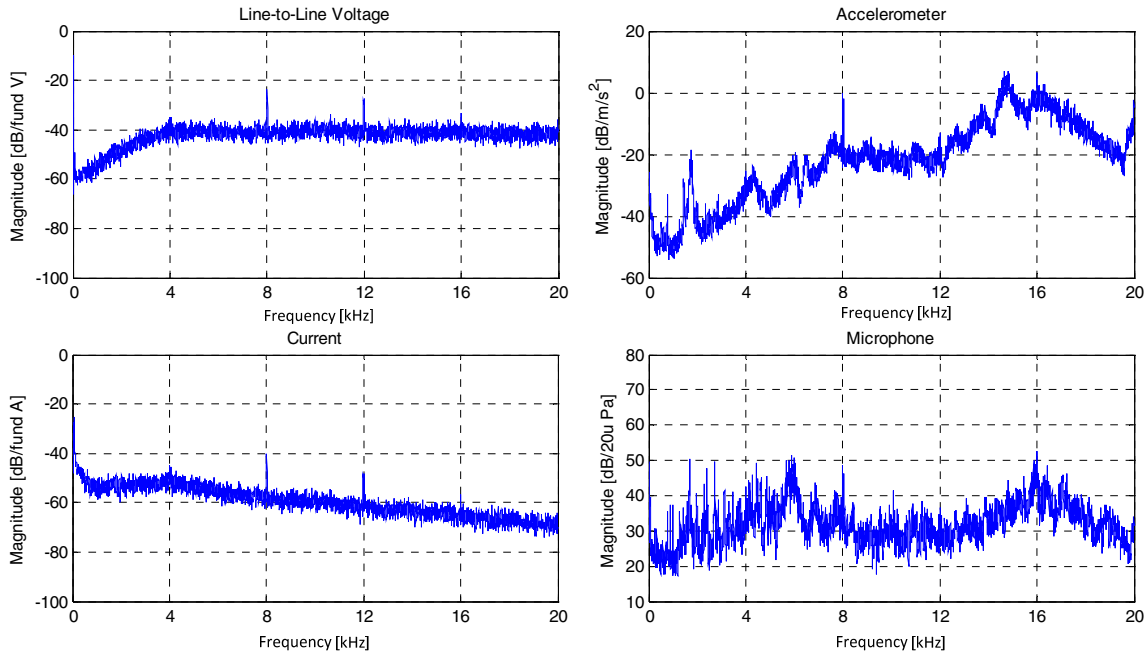 Line-to-Line Voltage
Magnitude [dB/fund V]
0
-20
-40
-60
-80
-100
0 4 8 12 16 20
Frequency [kHz]
Accelerometer
Magnitude [dB/m/s²]
20
0
-20
-40
-60
0 4 8 12 16 20
Frequency [kHz]
Current
Magnitude [dB/fund A]
0
-20
-40
-60
-80
-100
0 4 8 12 16 20
Frequency [kHz]
Microphone
Magnitude [dB/20u Pa]
80
70
60
50
40
30
20
10
0 4 8 12 16 20
Frequency [kHz]